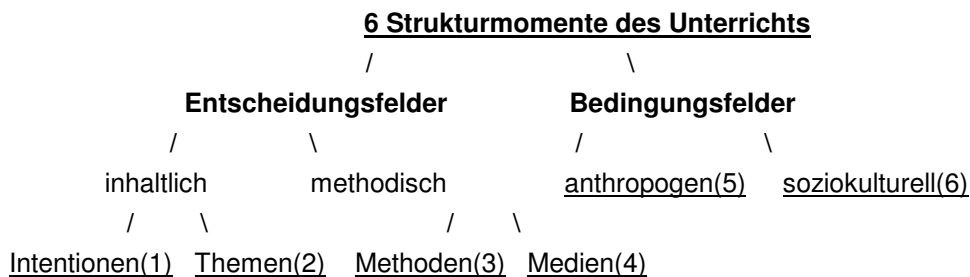 6 Strukturmomente des Unterrichts
/ \
Entscheidungsfelder Bedingungsfelder
/ \ / \
inhaltlich methodisch anthropogen(5) soziokulturell(6)
/ \ / \
Intentionen(1) Themen(2) Methoden(3) Medien(4)